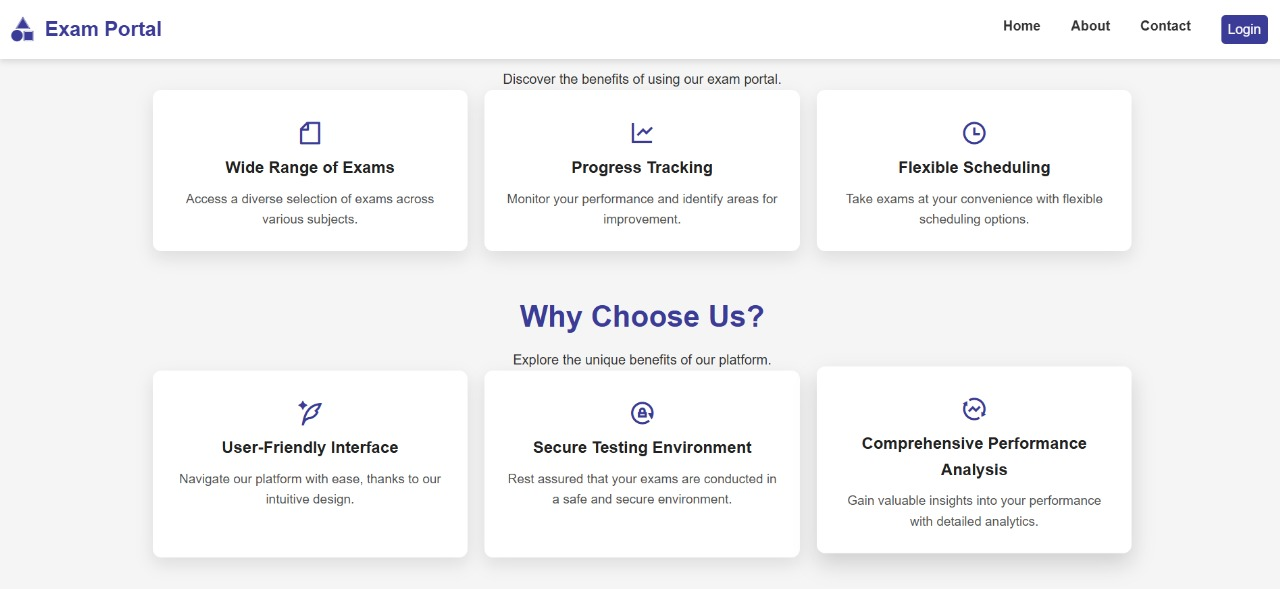 Exam Portal
Home
About
Contact
Login
Discover the benefits of using our exam portal.
Wide Range of Exams
Access a diverse selection of exams across
various subjects.
Progress Tracking
Monitor your performance and identify areas for
improvement.
Flexible Scheduling
Take exams at your convenience with flexible
scheduling options.
Why Choose Us?
Explore the unique benefits of our platform.
User-Friendly Interface
Navigate our platform with ease, thanks to our
intuitive design.
Secure Testing Environment
Rest assured that your exams are conducted in
a safe and secure environment.
Comprehensive Performance
Analysis
Gain valuable insights into your performance
with detailed analytics.